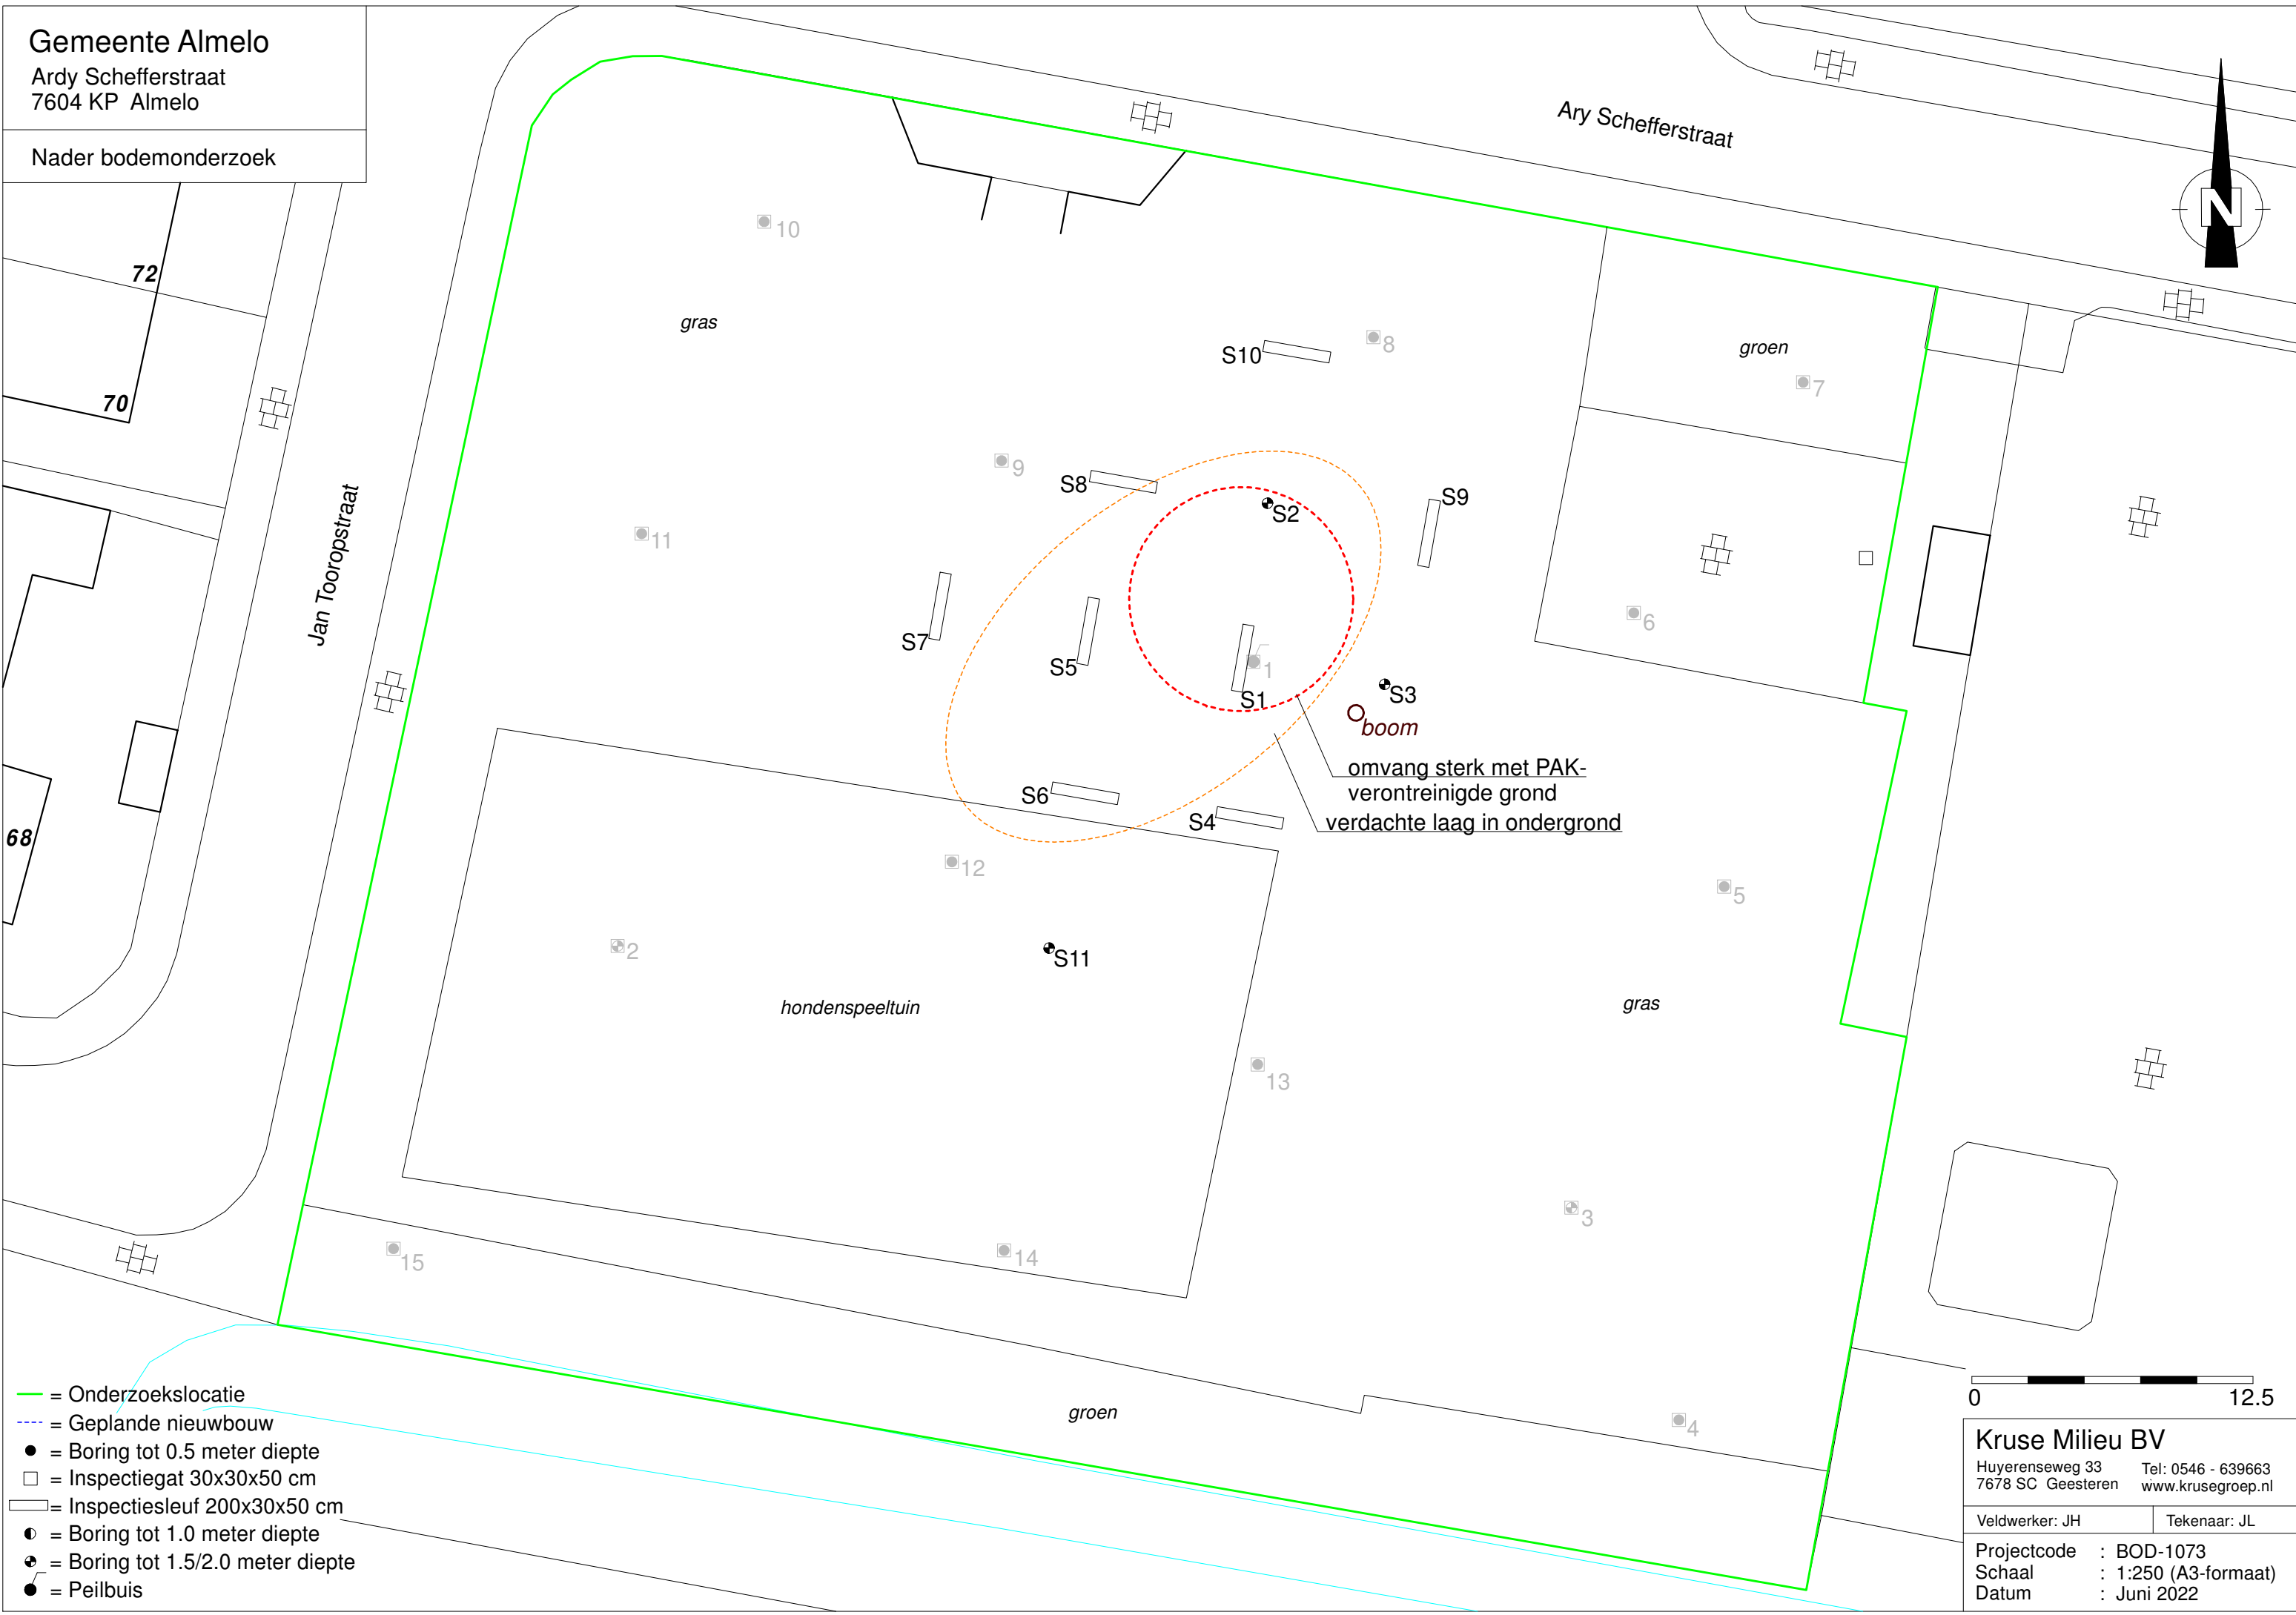 Gemeente Almelo
Ardy Schefferstraat
7604 KP Almelo
Nader bodemonderzoek
Ary Schefferstraat
N
72
70
68
Jan Tooropstraat
10
gras
S10
8
groen
7
9
S8
S2
S9
11
S7
S5
1
S1
6
S3
boom
omvang sterk met PAK-
verontreinigde grond
verdachte laag in ondergrond
S6
S4
12
5
2
S11
hondenspeeltuin
gras
13
3
15
14
groen
4
= Onderzoekslocatie
= Geplande nieuwbouw
= Boring tot 0.5 meter diepte
= Inspectiegat 30x30x50 cm
= Inspectiesleuf 200x30x50 cm
= Boring tot 1.0 meter diepte
= Boring tot 1.5/2.0 meter diepte
= Peilbuis
0 12.5
Kruse Milieu BV
Huyerenseweg 33 Tel: 0546 - 639663
7678 SC Geesteren www.krusegroep.nl
Veldwerker: JH Tekenaar: JL
Projectcode : BOD-1073
Schaal : 1:250 (A3-formaat)
Datum : Juni 2022